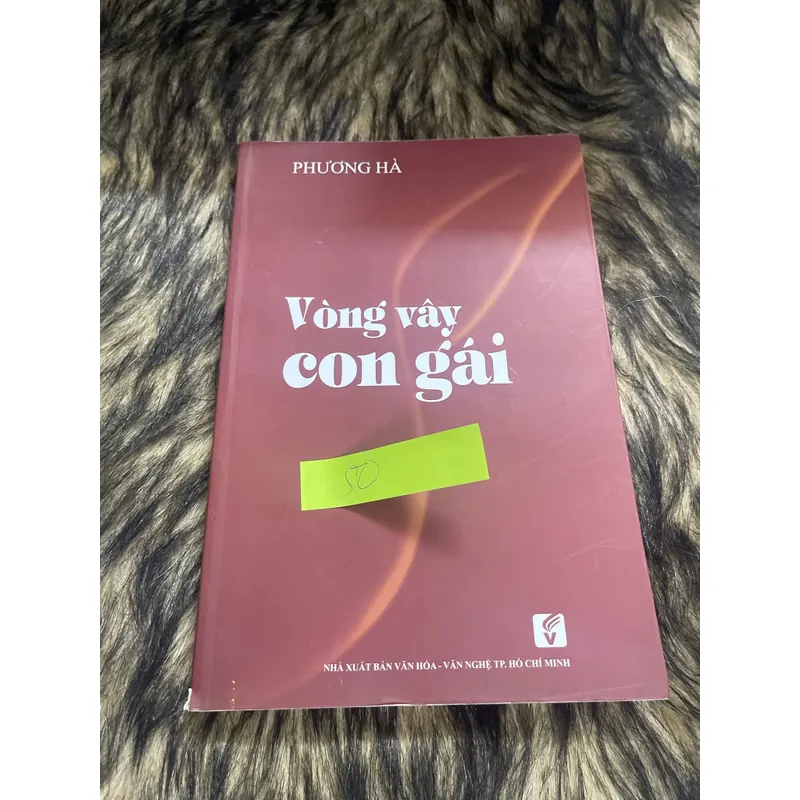 PHƯƠNG HÀ
Vòng vây
con gái
50
V
NHÀ XUẤT BẢN VĂN HÓA - VĂN NGHỆ TP. HỒ CHÍ MINH